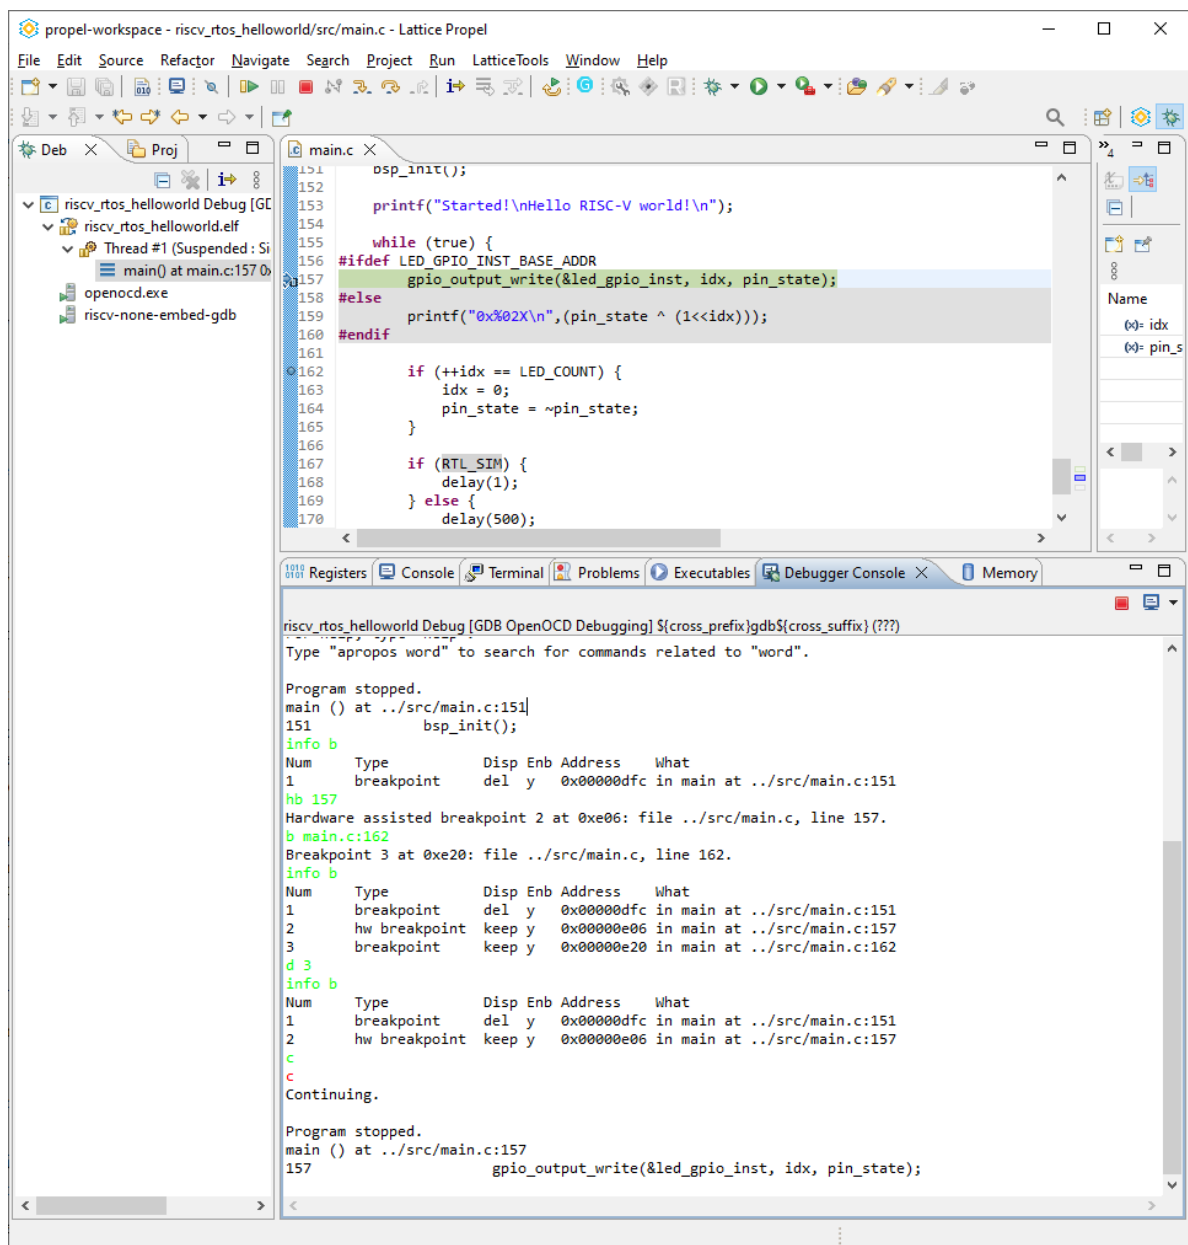 propel-workspace - riscv_rtos_helloworld/src/main.c - Lattice Propel
File Edit Source Refactor Navigate Search Project Run LatticeTools Window Help
Deb
Proj
riscv_rtos_helloworld Debug [GD
riscv_rtos_helloworld.elf
Thread #1 (Suspended : Si
main() at main.c:157 0x
openocd.exe
riscv-none-embed-gdb
main.c
151 bsp_init();
152
153 printf("Started!\nHello RISC-V world!\n");
154
155 while (true) {
156 #ifdef LED_GPIO_INST_BASE_ADDR
157 gpio_output_write(&led_gpio_inst, idx, pin_state);
158 #else
159 printf("0x%02X\n",(pin_state ^ (1<<idx)));
160 #endif
161
162 if (++idx == LED_COUNT) {
163 idx = 0;
164 pin_state = ~pin_state;
165 }
166
167 if (RTL_SIM) {
168 delay(1);
169 } else {
170 delay(500);
4
Name
(x)= idx
(x)= pin_s
Registers Console Terminal Problems Executables Debugger Console Memory
riscv_rtos_helloworld Debug [GDB OpenOCD Debugging] ${cross_prefix}gdb${cross_suffix} (???)
For help, type "help".
Type "apropos word" to search for commands related to "word".
Program stopped.
main () at ../src/main.c:151
151 bsp_init();
info b
Num Type Disp Enb Address What
1 breakpoint del y 0x00000dfc in main at ../src/main.c:151
hb 157
Hardware assisted breakpoint 2 at 0xe06: file ../src/main.c, line 157.
b main.c:162
Breakpoint 3 at 0xe20: file ../src/main.c, line 162.
info b
Num Type Disp Enb Address What
1 breakpoint del y 0x00000dfc in main at ../src/main.c:151
2 hw breakpoint keep y 0x00000e06 in main at ../src/main.c:157
3 breakpoint keep y 0x00000e20 in main at ../src/main.c:162
d 3
info b
Num Type Disp Enb Address What
1 breakpoint del y 0x00000dfc in main at ../src/main.c:151
2 hw breakpoint keep y 0x00000e06 in main at ../src/main.c:157
c
c
Continuing.
Program stopped.
main () at ../src/main.c:157
157 gpio_output_write(&led_gpio_inst, idx, pin_state);